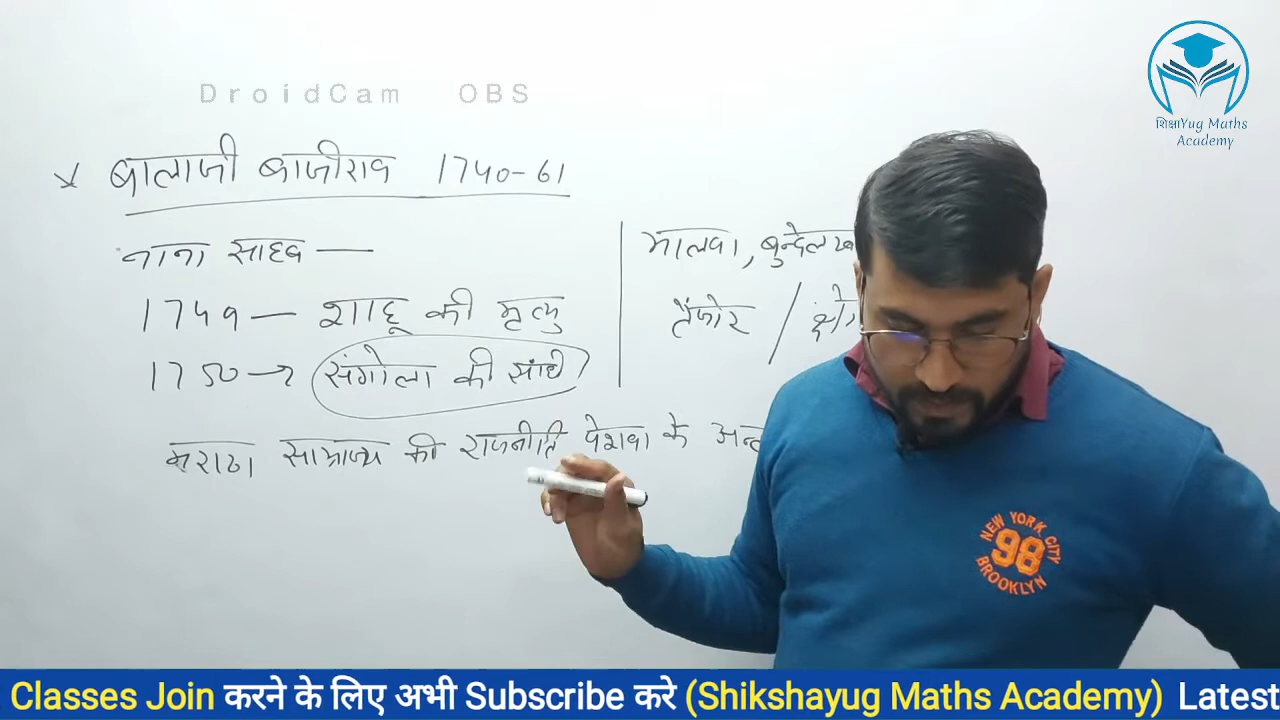 DroidCam OBS
शिक्षाYug Maths
Academy
बालाजी बाजीराव 1740-61
नाना साहब —
1749 — शाहू की मृत्यु
1750 → संगोला की संधि
मराठा साम्राज्य की राजनीति पेशवा के
मालवा, बुन्देलख
तंजोर /
NEW YORK CITY
98
BROOKLYN
Classes Join करने के लिए अभी Subscribe करे (Shikshayug Maths Academy) Latest